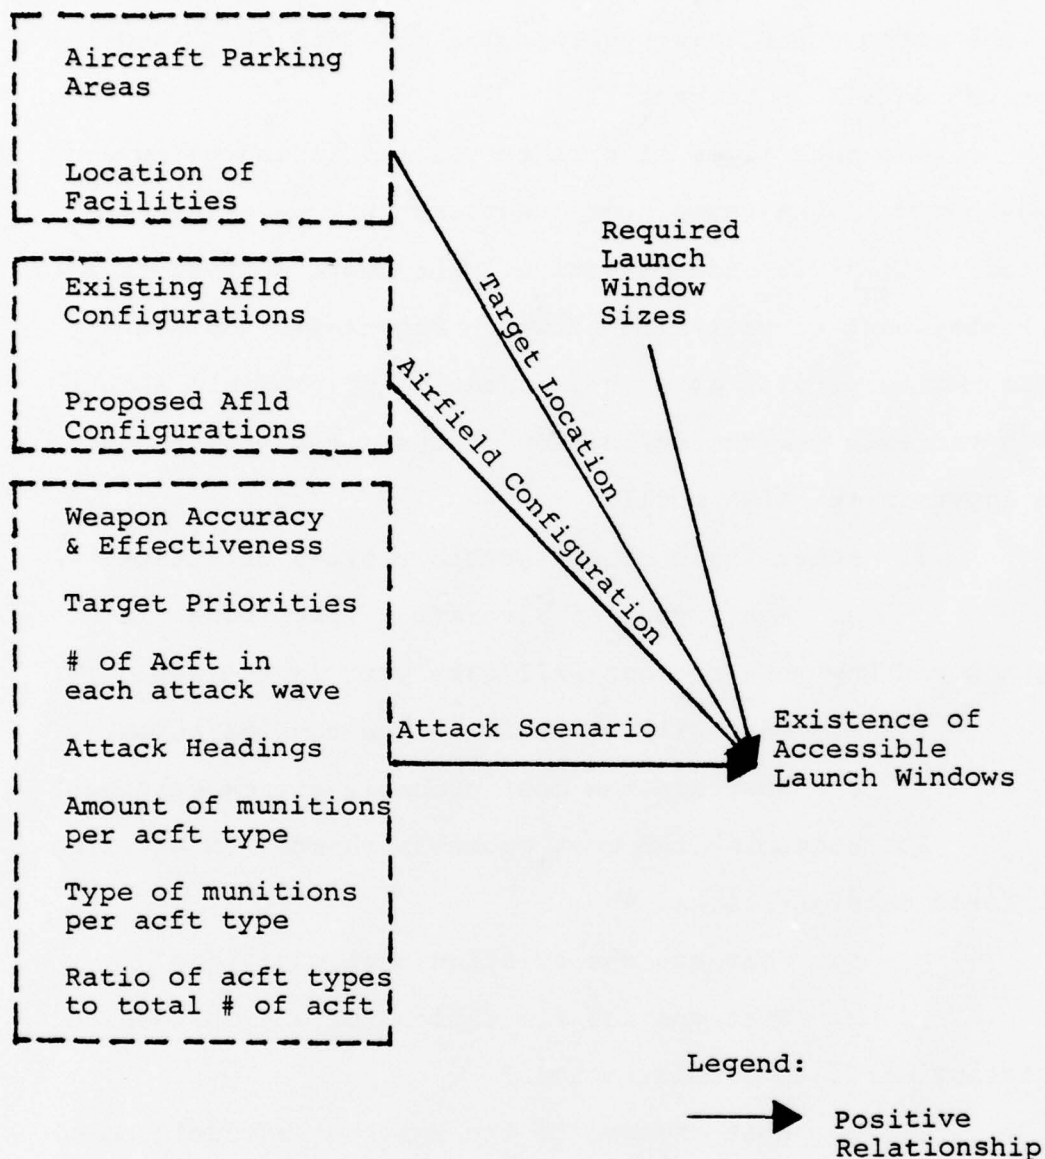 Aircraft Parking
Areas
Location of
Facilities
Existing Afld
Configurations
Proposed Afld
Configurations
Weapon Accuracy
& Effectiveness
Target Priorities
# of Acft in
each attack wave
Attack Headings
Amount of munitions
per acft type
Type of munitions
per acft type
Ratio of acft types
to total # of acft
Target Location
Airfield Configuration
Attack Scenario
Required
Launch
Window
Sizes
Existence of
Accessible
Launch Windows
Legend:
Positive
Relationship